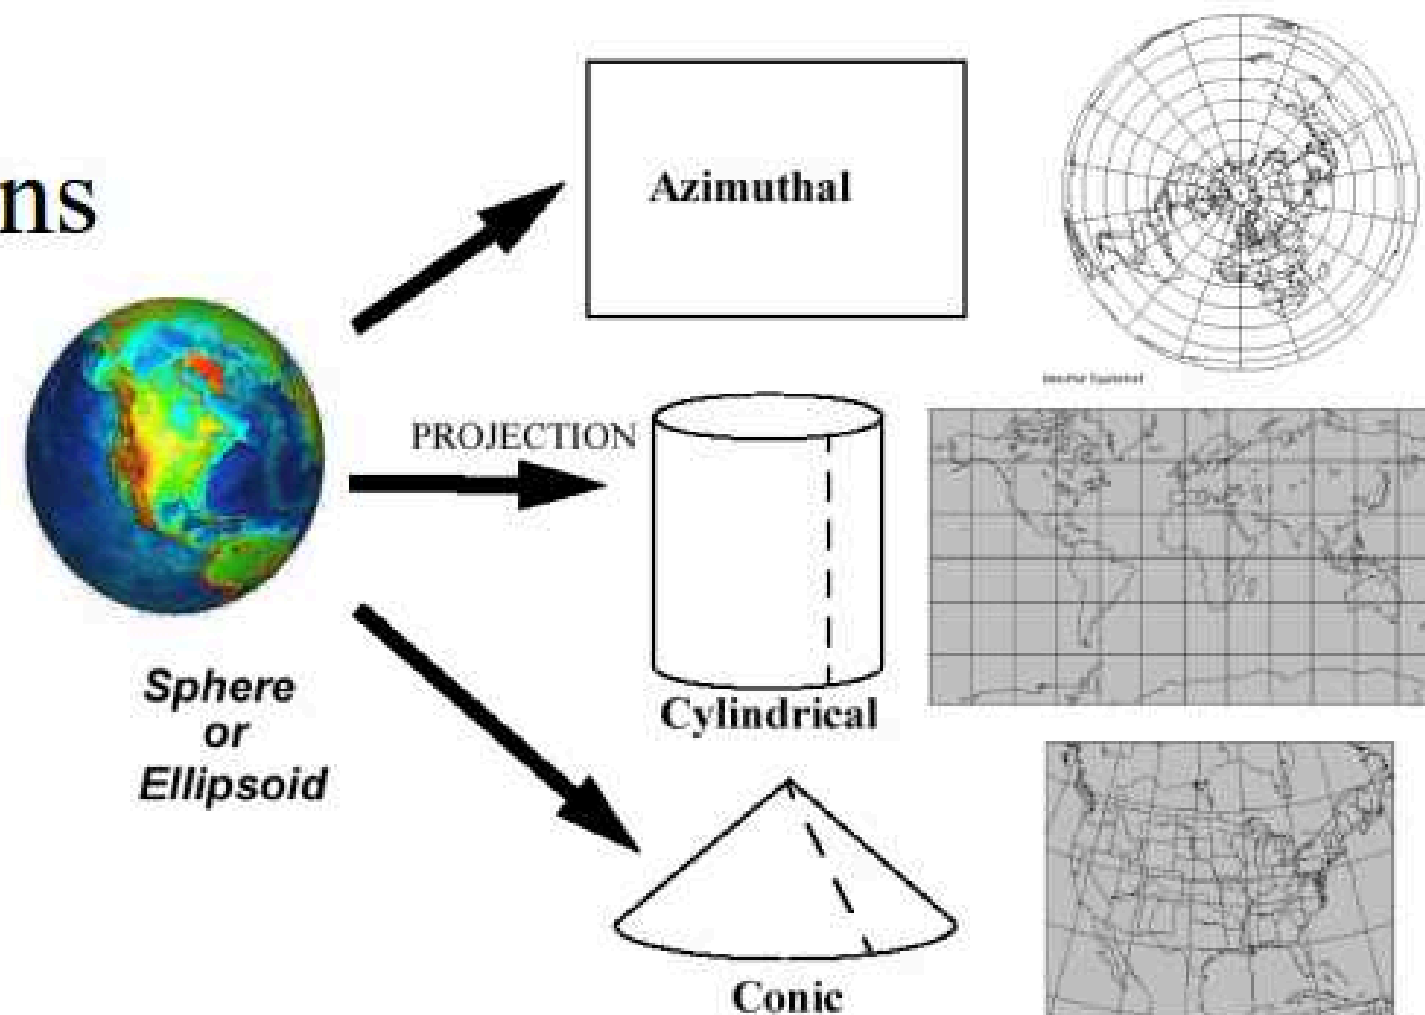 ns
Azimuthal
PROJECTION
Sphere
or
Ellipsoid
Cylindrical
Conic